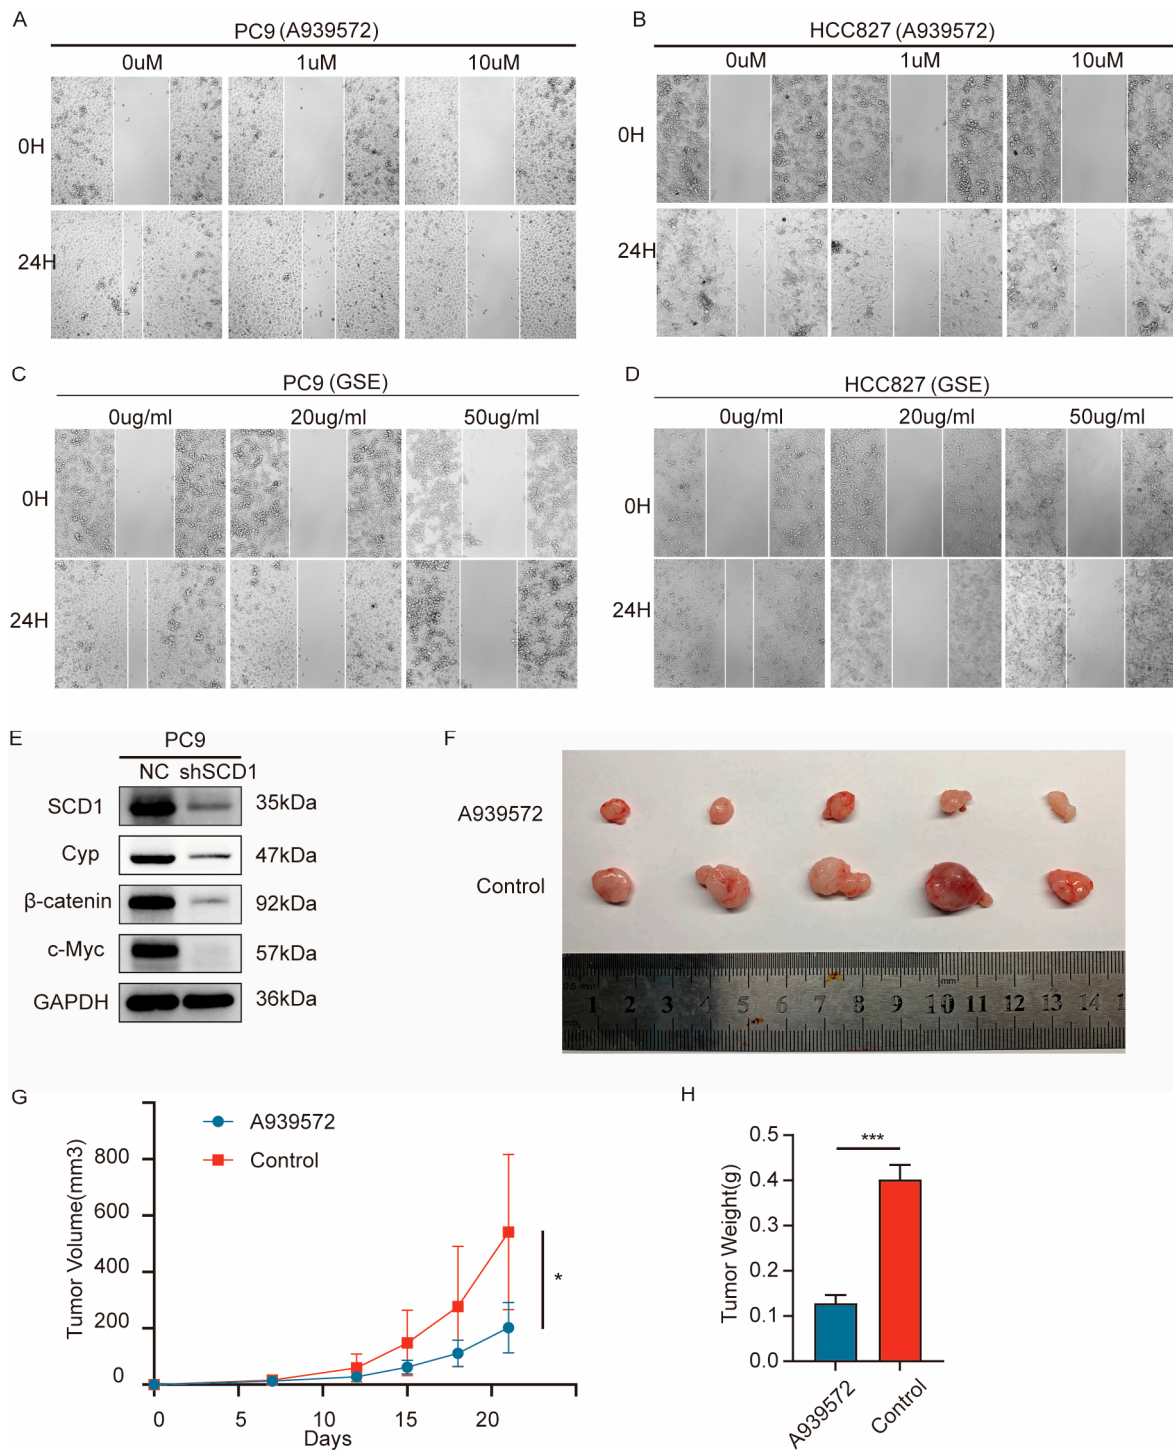 A
PC9 (A939572)
0uM 1uM 10uM
0H
24H
B
HCC827 (A939572)
0uM 1uM 10uM
0H
24H
C
PC9 (GSE)
0ug/ml 20ug/ml 50ug/ml
0H
24H
D
HCC827 (GSE)
0ug/ml 20ug/ml 50ug/ml
0H
24H
E
PC9
NC shSCD1
SCD1 35kDa
Cyp 47kDa
β-catenin 92kDa
c-Myc 57kDa
GAPDH 36kDa
F
A939572
Control
0.5 mm
mm
1 2 3 4 5 6 7 8 9 10 11 12 13 14
mm
G
A939572
Control
Tumor Volume(mm3)
800
600
400
200
0
0 5 10 15 20
Days
*
H
***
Tumor Weight(g)
0.5
0.4
0.3
0.2
0.1
0.0
A939572
Control